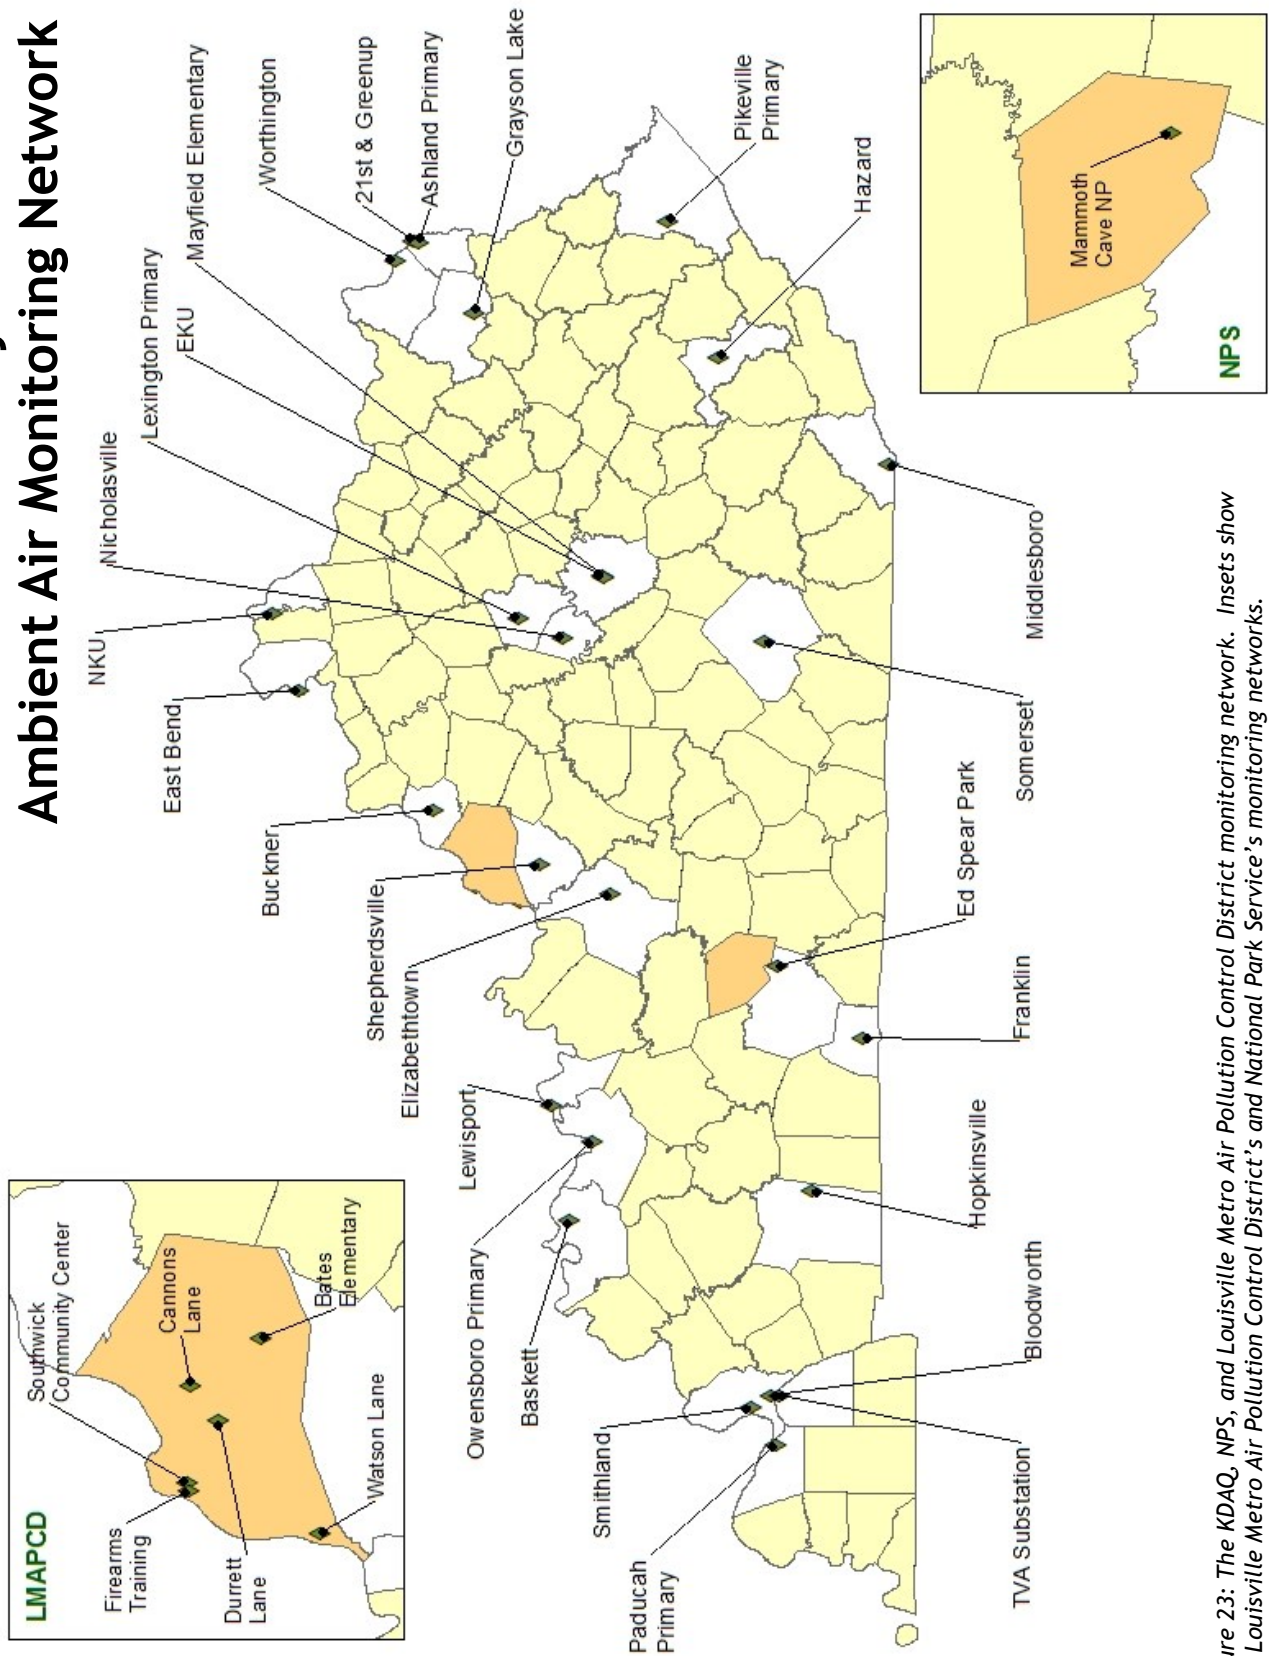 Ambient Air Monitoring Network
LMAPCD
Southwick
Community Center
Cannons
Lane
Bates
Elementary
Firearms
Training
Durrett
Lane
Watson Lane
NKU
Nicholasville
Lexington Primary
EKU
Mayfield Elementary
Worthington
21st & Greenup
Ashland Primary
Grayson Lake
East Bend
Buckner
Shepherdsville
Elizabethtown
Lewisport
Owensboro Primary
Baskett
Smithland
Paducah
Primary
Pikeville
Primary
Hazard
TVA Substation
Bloodworth
Hopkinsville
Franklin
Ed Spear Park
Somerset
Middlesboro
Mammoth
Cave NP
NPS
23: The KDAQ, NPS, and Louisville Metro Air Pollution Control District monitoring network. Insets show
Louisville Metro Air Pollution Control District's and National Park Service's monitoring networks.